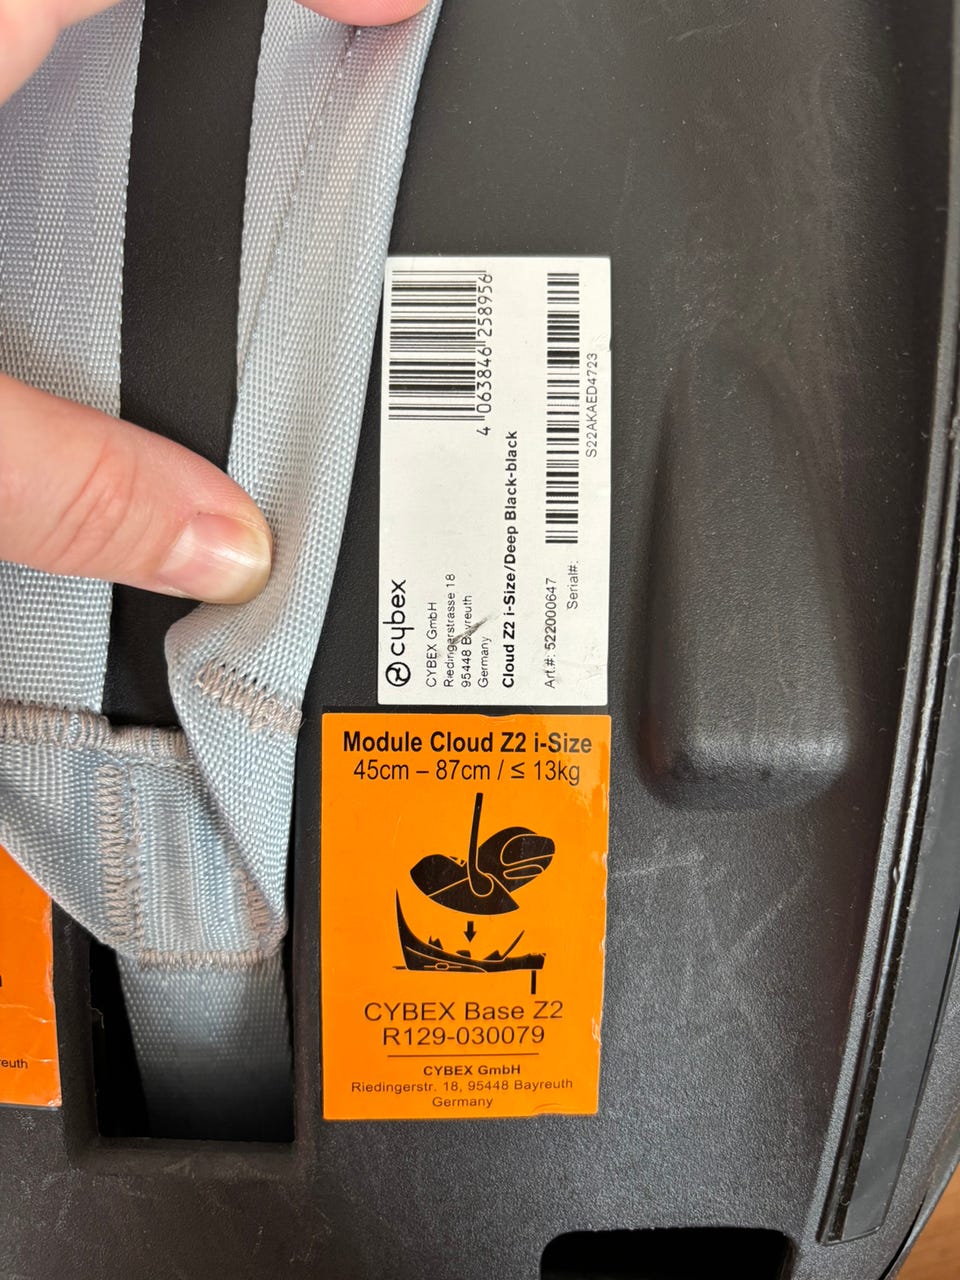 cybex
CYBEX GmbH
Riedingerstrasse 18
95448 Bayreuth
Germany
4 063846 258956
Cloud Z2 i-Size/Deep Black-black
Art.#: 522000647
Serial#:
S22AKAED4723
Module Cloud Z2 i-Size
45cm – 87cm / ≤ 13kg
CYBEX Base Z2
R129-030079
CYBEX GmbH
Riedingerstr. 18, 95448 Bayreuth
Germany